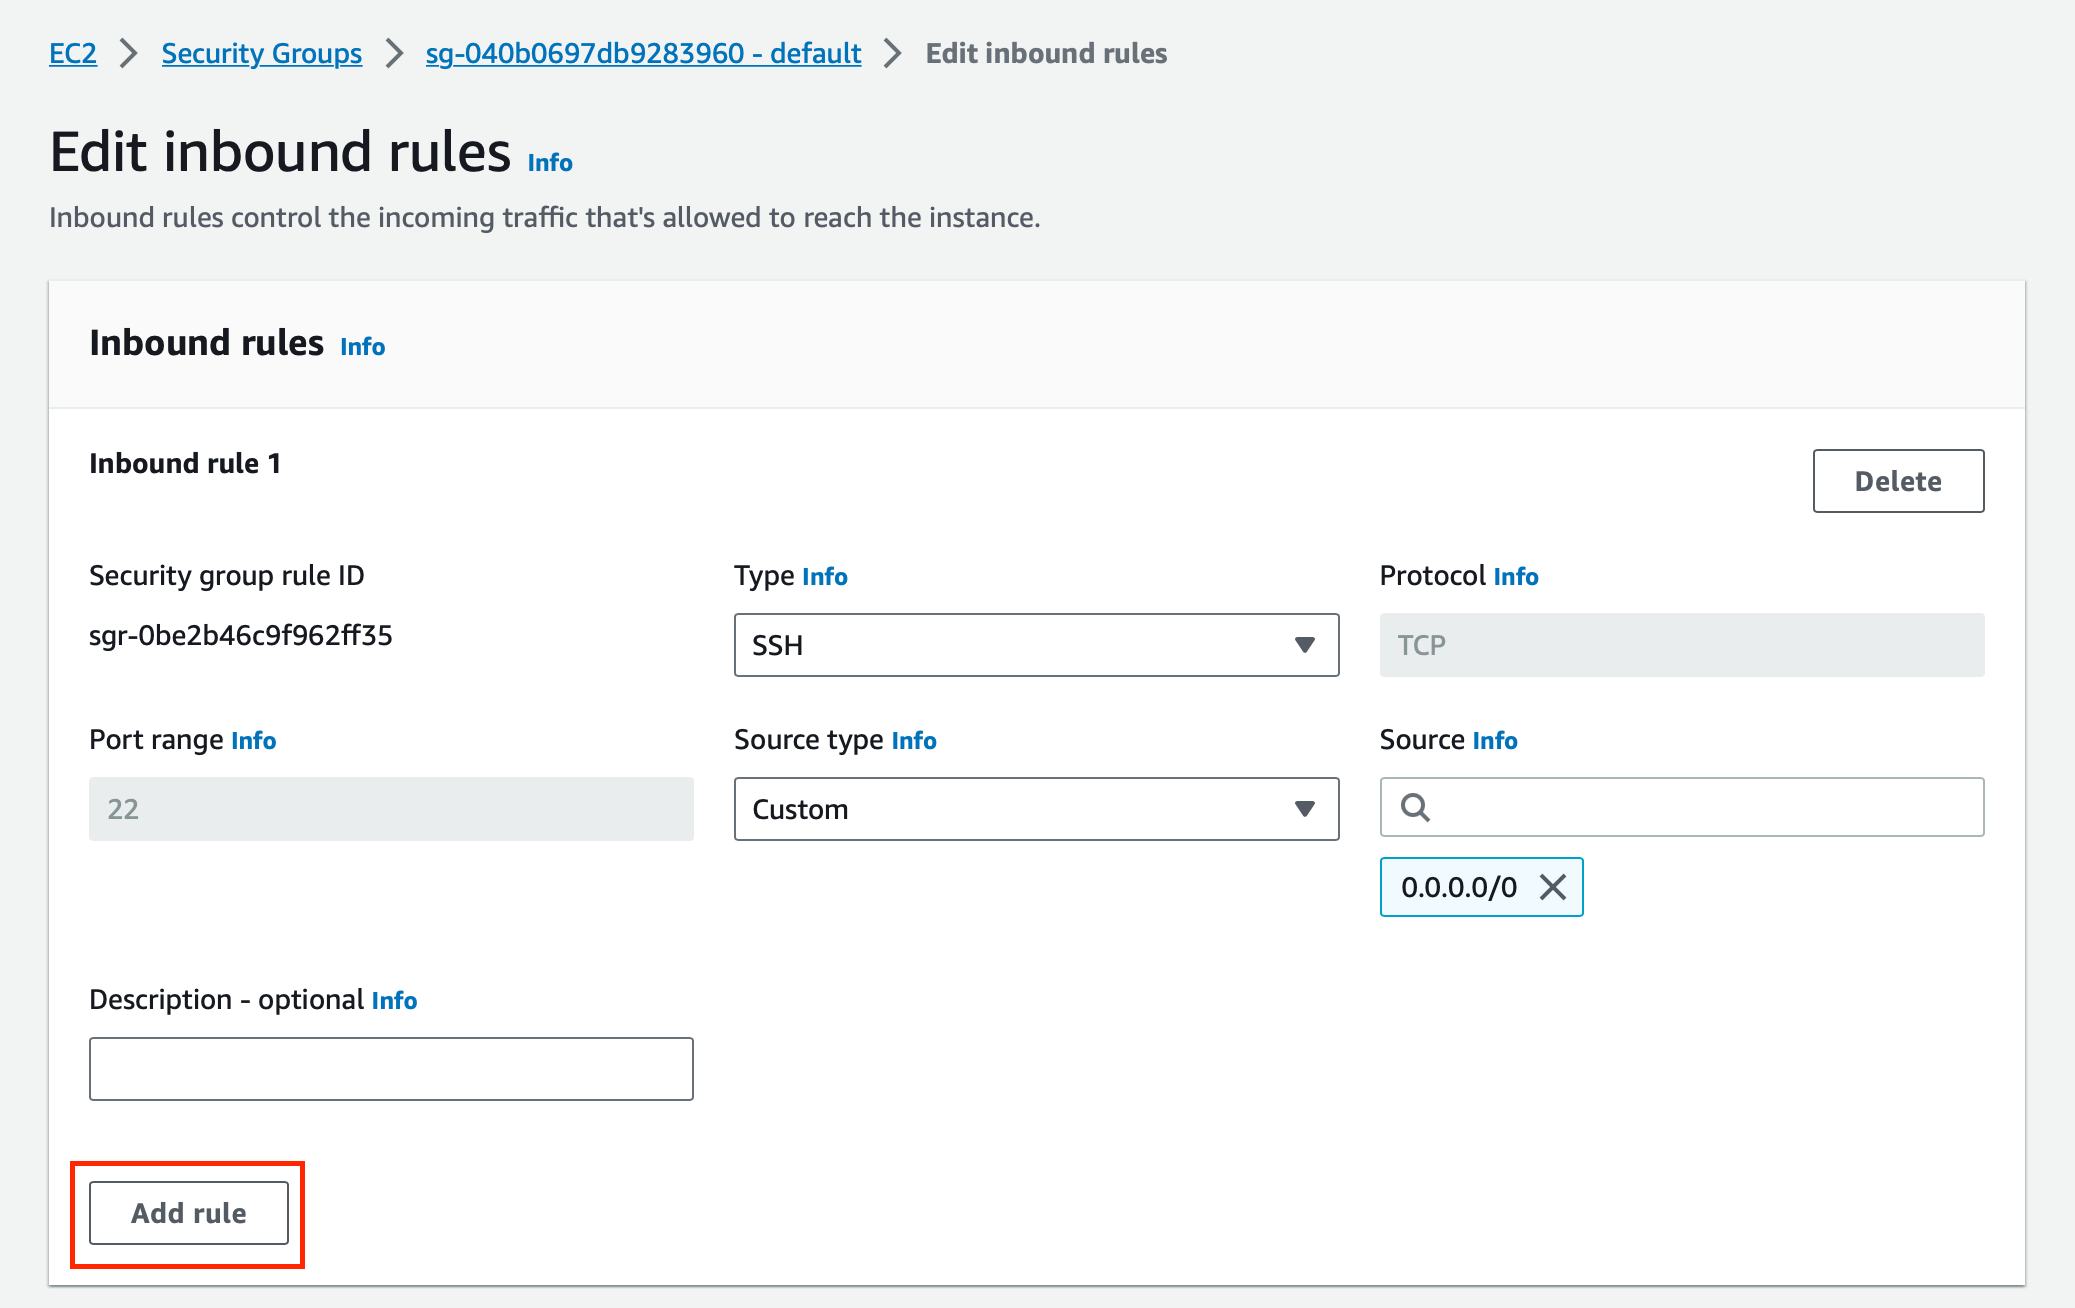 EC2 > Security Groups > sg-040b0697db9283960 - default > Edit inbound rules
Edit inbound rules Info
Inbound rules control the incoming traffic that's allowed to reach the instance.
Inbound rules Info
Inbound rule 1
Delete
Security group rule ID
sgr-0be2b46c9f962ff35
Type Info
SSH
Protocol Info
TCP
Port range Info
22
Source type Info
Custom
Source Info
0.0.0.0/0
Description - optional Info
Add rule